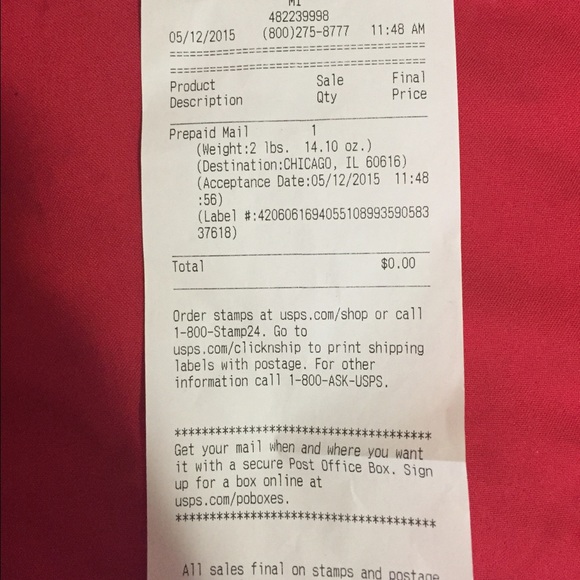 MI
482239998
05/12/2015 (800)275-8777 11:48 AM
=====================================
=====================================
Product Sale Final
Description Qty Price
Prepaid Mail 1
(Weight:2 lbs. 14.10 oz.)
(Destination:CHICAGO, IL 60616)
(Acceptance Date:05/12/2015 11:48
:56)
(Label #:4206061694055108993590583
37618)
Total $0.00
Order stamps at usps.com/shop or call
1-800-Stamp24. Go to
usps.com/clicknship to print shipping
labels with postage. For other
information call 1-800-ASK-USPS.
**************************************
Get your mail when and where you want
it with a secure Post Office Box. Sign
up for a box online at
usps.com/poboxes.
**************************************
All sales final on stamps and postage